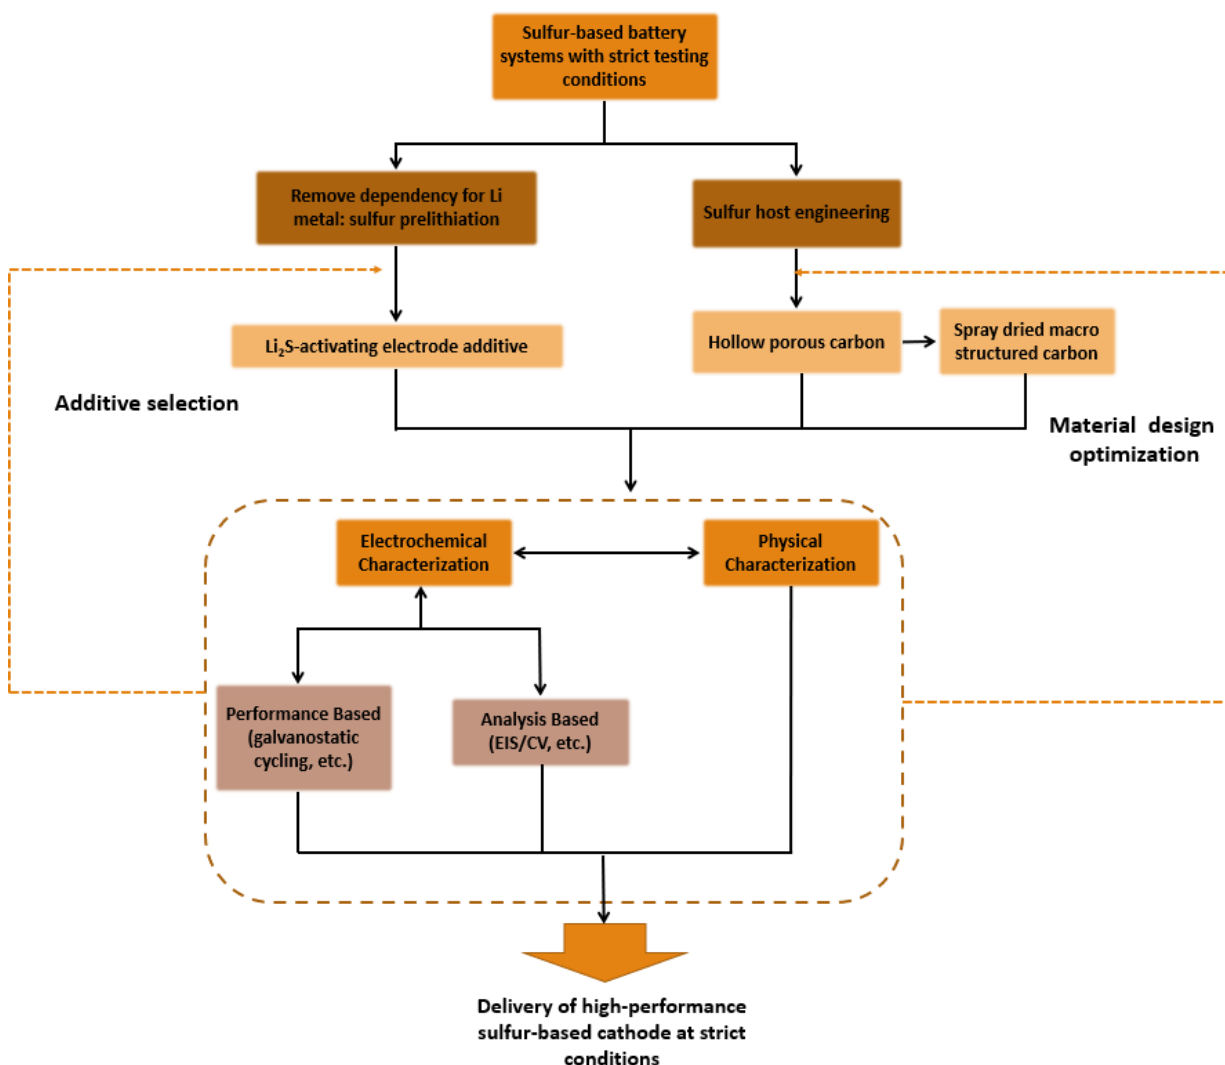 Sulfur-based battery
systems with strict testing
conditions
Remove dependency for Li
metal: sulfur prelithiation
Sulfur host engineering
Li₂S-activating electrode additive
Hollow porous carbon
Spray dried macro
structured carbon
Additive selection
Material design
optimization
Electrochemical
Characterization
Physical
Characterization
Performance Based
(galvanostatic
cycling, etc.)
Analysis Based
(EIS/CV, etc.)
Delivery of high-performance
sulfur-based cathode at strict
conditions